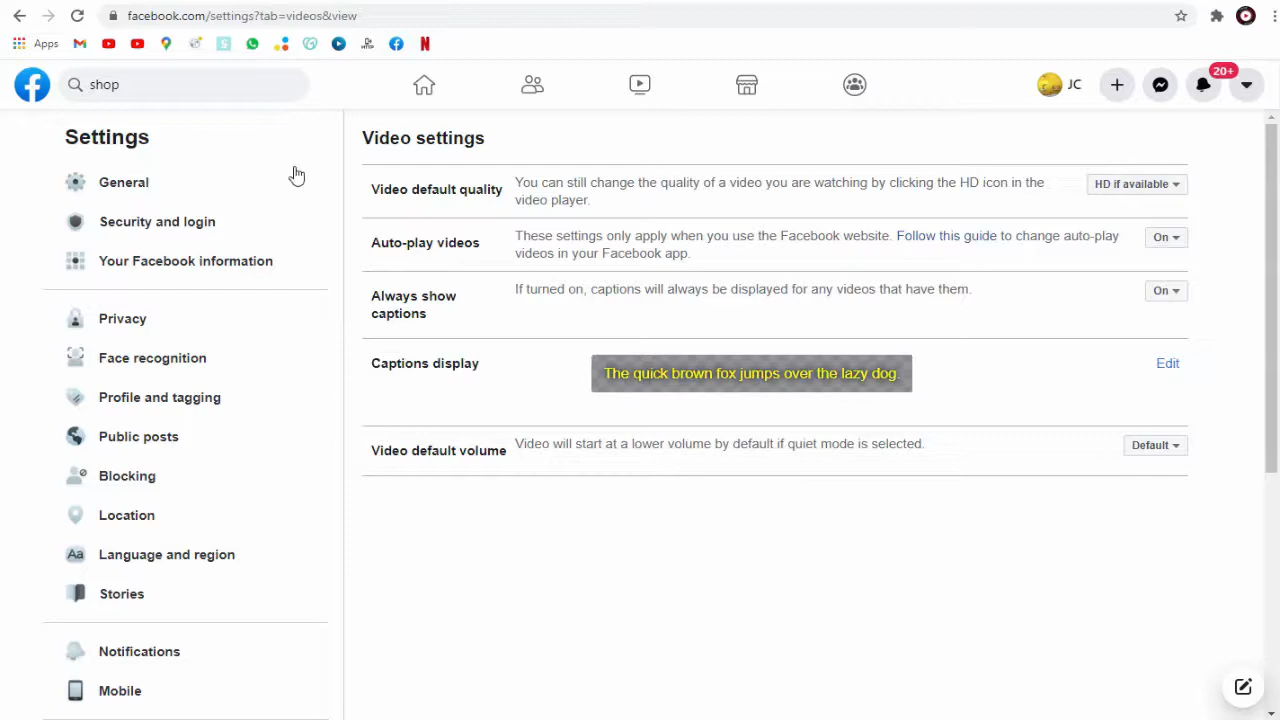 facebook.com/settings?tab=videos&view
Apps
shop
JC
20+
Settings
General
Security and login
Your Facebook information
Privacy
Face recognition
Profile and tagging
Public posts
Blocking
Location
Aa Language and region
Stories
Notifications
Mobile
Video settings
Video default quality
You can still change the quality of a video you are watching by clicking the HD icon in the
video player.
HD if available
Auto-play videos
These settings only apply when you use the Facebook website. Follow this guide to change auto-play
videos in your Facebook app.
On
Always show
captions
If turned on, captions will always be displayed for any videos that have them.
On
Captions display
The quick brown fox jumps over the lazy dog.
Edit
Video default volume
Video will start at a lower volume by default if quiet mode is selected.
Default